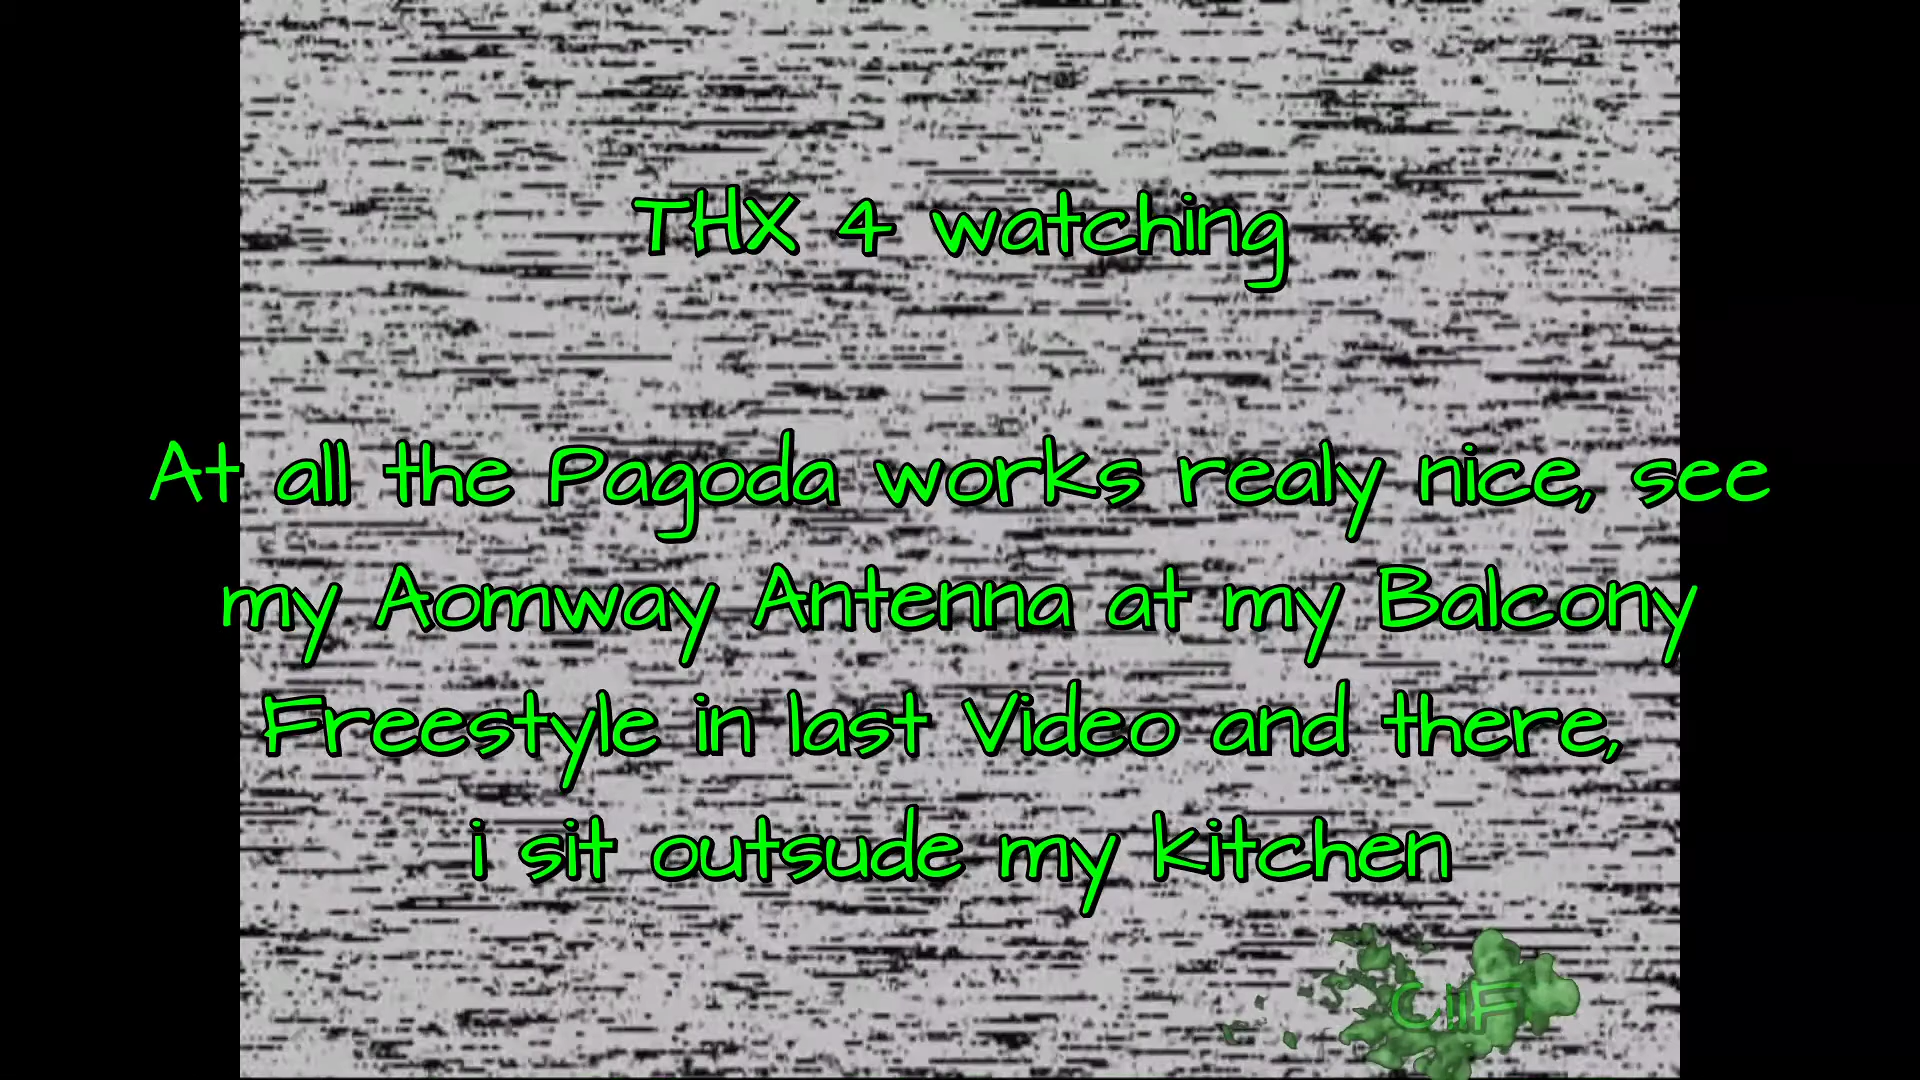 THX 4 watching
At all the Pagoda works realy nice, see
my Aomway Antenna at my Balcony
Freestyle in last Video and there,
i sit outsude my kitchen